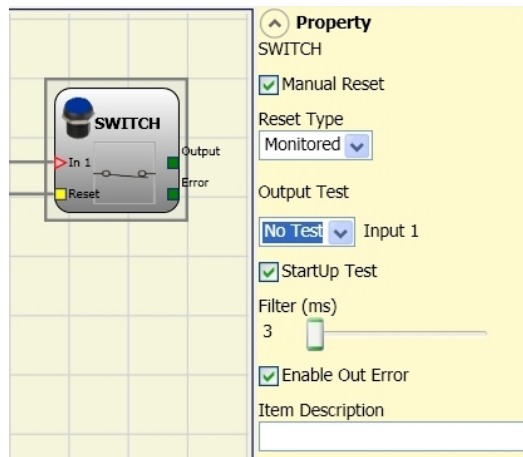 SWITCH
In 1
Output
Reset
Error
Property
SWITCH
Manual Reset
Reset Type
Monitored
Output Test
No Test Input 1
StartUp Test
Filter (ms)
3
Enable Out Error
Item Description